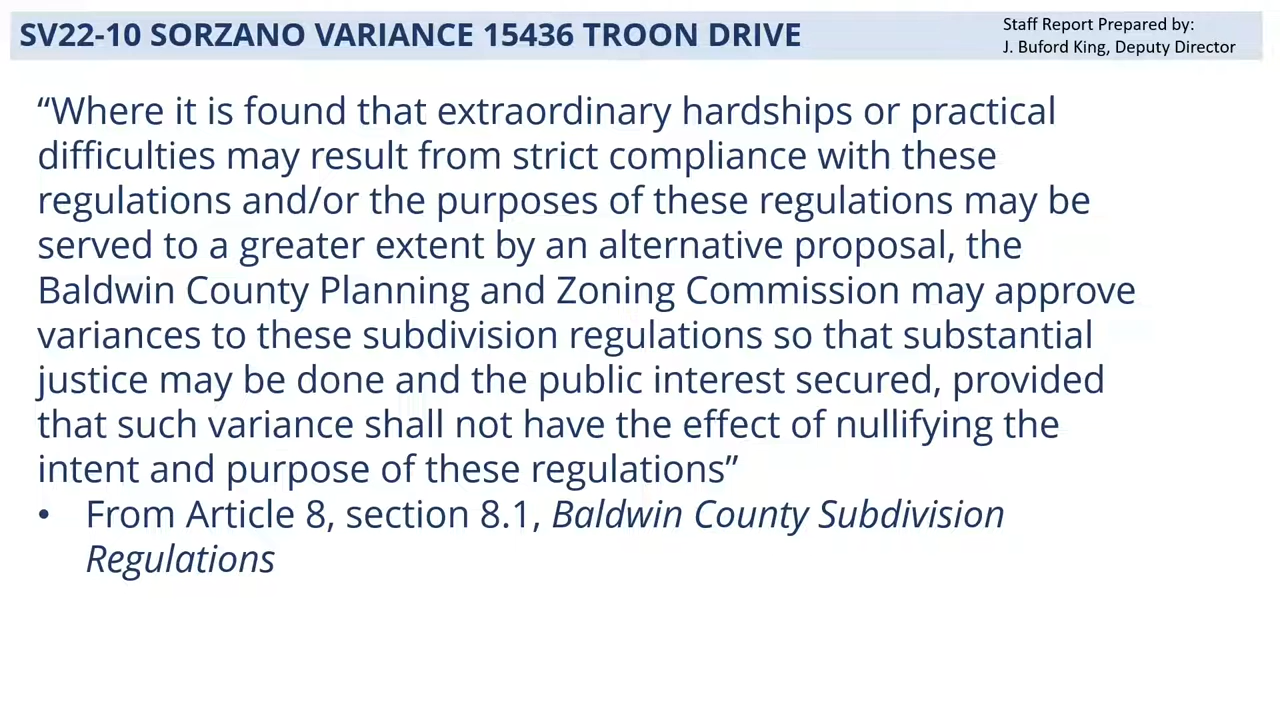 SV22-10 SORZANO VARIANCE 15436 TROON DRIVE
Staff Report Prepared by:
J. Buford King, Deputy Director
“Where it is found that extraordinary hardships or practical
difficulties may result from strict compliance with these
regulations and/or the purposes of these regulations may be
served to a greater extent by an alternative proposal, the
Baldwin County Planning and Zoning Commission may approve
variances to these subdivision regulations so that substantial
justice may be done and the public interest secured, provided
that such variance shall not have the effect of nullifying the
intent and purpose of these regulations”
• From Article 8, section 8.1, Baldwin County Subdivision
Regulations